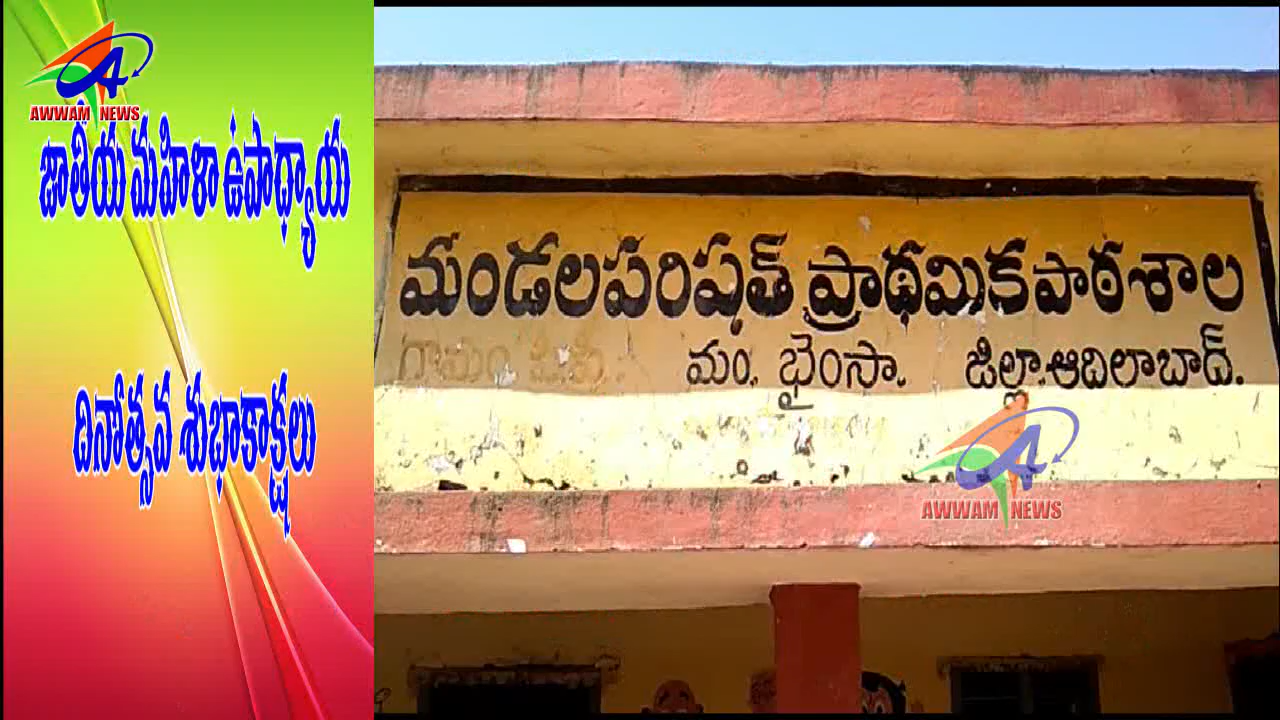 AWWAM NEWS
జాతీయ మహిళా ఉపాధ్యాయ
దినోత్సవ శుభాకాక్షలు
మండలపరిషత్ ప్రాథమికపాఠశాల
గ్రామం. మం. భైంసా. జిల్లా.ఆదిలాబాద్.
AWWAM NEWS